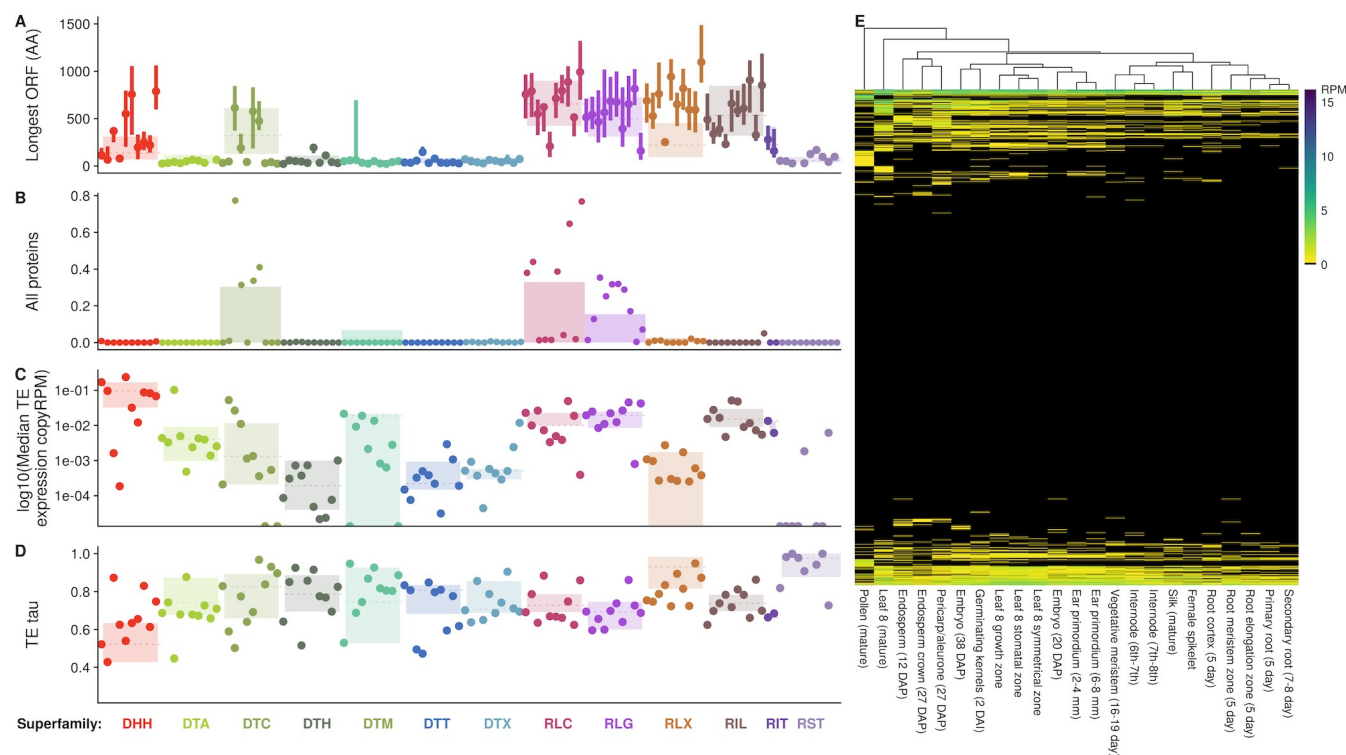 A
Longest ORF (AA)
1500
1000
500
0
B
All proteins
0.8
0.6
0.4
0.2
0.0
C
log10(Median TE
expression copyRPM)
1e-01
1e-02
1e-03
1e-04
D
TE tau
1.0
0.8
0.6
0.4
Superfamily: DHH DTA DTC DTH DTM DTT DTX RLC RLG RLX RIL RIT RST
E
RPM
15
10
5
0
Pollen (mature)
Leaf 8 (mature)
Endosperm (12 DAP)
Endosperm crown (27 DAP)
Pericarp/aleurone (27 DAP)
Embryo (38 DAP)
Germinating kernels (2 DAI)
Leaf 8 growth zone
Leaf 8 stomatal zone
Leaf 8 symmetrical zone
Embryo (20 DAP)
Ear primordium (2-4 mm)
Ear primordium (6-8 mm)
Vegetative meristem (16-19 day)
Internode (6th-7th)
Internode (7th-8th)
Silk (mature)
Female spikelet
Root cortex (5 day)
Root meristem zone (5 day)
Root elongation zone (5 day)
Primary root (5 day)
Secondary root (7-8 day)